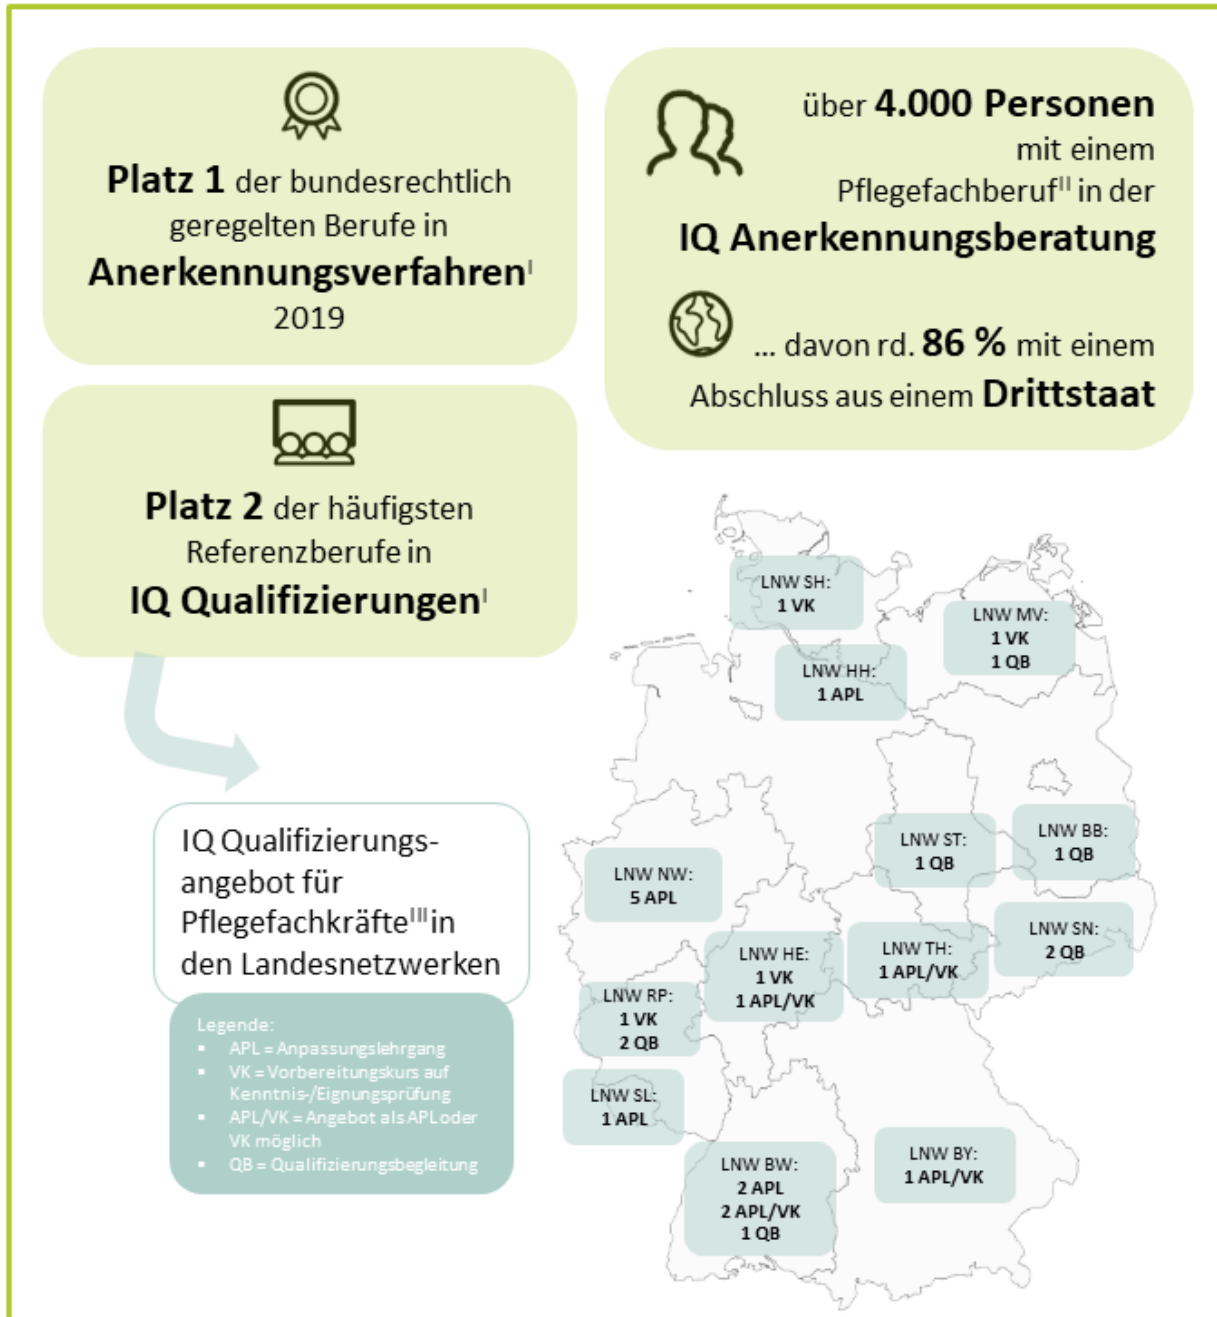 Platz 1 der bundesrechtlich
geregelten Berufe in
Anerkennungsverfahrenᴵ
2019
über 4.000 Personen
mit einem
Pflegefachberufᴵᴵ in der
IQ Anerkennungsberatung
... davon rd. 86 % mit einem
Abschluss aus einem Drittstaat
Platz 2 der häufigsten
Referenzberufe in
IQ Qualifizierungenᴵ
IQ Qualifizierungs-
angebot für
Pflegefachkräfteᴵᴵᴵ in
den Landesnetzwerken
Legende:
▪ APL = Anpassungslehrgang
▪ VK = Vorbereitungskurs auf
Kenntnis-/Eignungsprüfung
▪ APL/VK = Angebot als APL oder
VK möglich
▪ QB = Qualifizierungsbegleitung
LNW SH:
1 VK
LNW MV:
1 VK
1 QB
LNW HH:
1 APL
LNW ST:
1 QB
LNW BB:
1 QB
LNW NW:
5 APL
LNW HE:
1 VK
1 APL/VK
LNW TH:
1 APL/VK
LNW SN:
2 QB
LNW RP:
1 VK
2 QB
LNW SL:
1 APL
LNW BW:
2 APL
2 APL/VK
1 QB
LNW BY:
1 APL/VK